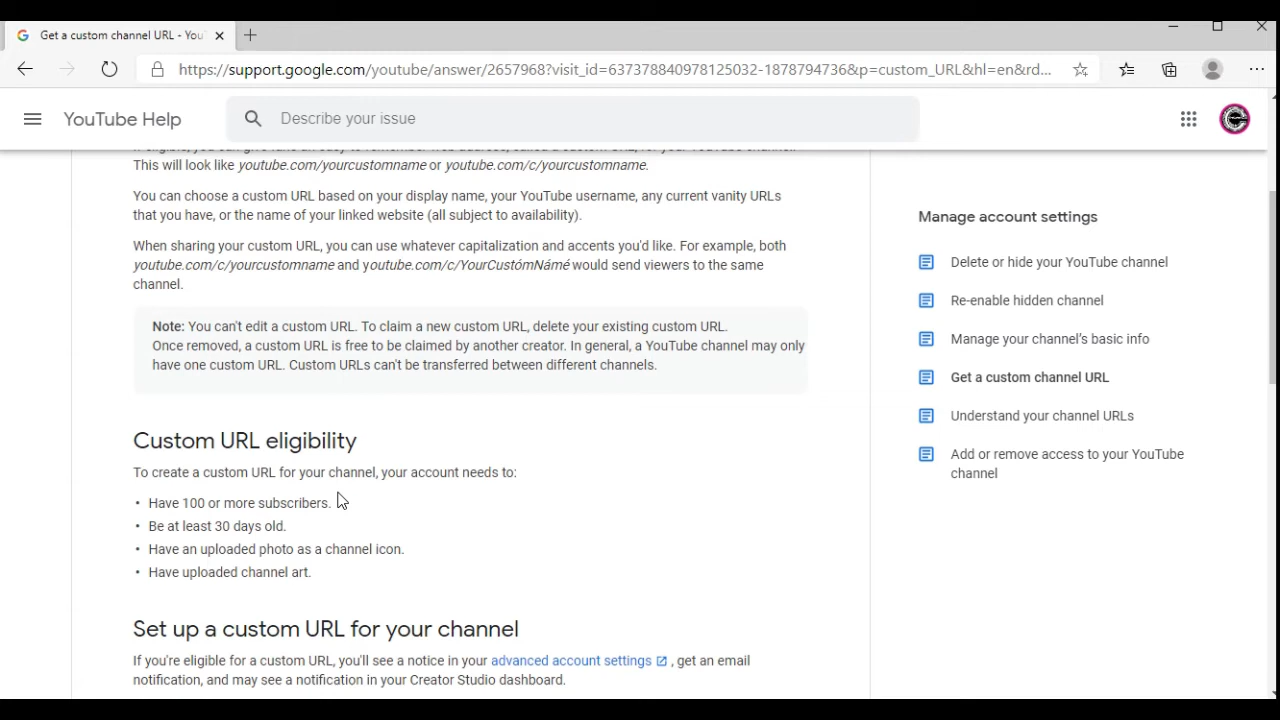 Get a custom channel URL - You
https://support.google.com/youtube/answer/2657968?visit_id=637378840978125032-1878794736&p=custom_URL&hl=en&rd...
YouTube Help
Describe your issue
This will look like youtube.com/yourcustomname or youtube.com/c/yourcustomname.
You can choose a custom URL based on your display name, your YouTube username, any current vanity URLs
that you have, or the name of your linked website (all subject to availability).
When sharing your custom URL, you can use whatever capitalization and accents you'd like. For example, both
youtube.com/c/yourcustomname and youtube.com/c/YourCustómNámé would send viewers to the same
channel.
Note: You can't edit a custom URL. To claim a new custom URL, delete your existing custom URL.
Once removed, a custom URL is free to be claimed by another creator. In general, a YouTube channel may only
have one custom URL. Custom URLs can't be transferred between different channels.
Custom URL eligibility
To create a custom URL for your channel, your account needs to:
• Have 100 or more subscribers.
• Be at least 30 days old.
• Have an uploaded photo as a channel icon.
• Have uploaded channel art.
Set up a custom URL for your channel
If you're eligible for a custom URL, you'll see a notice in your advanced account settings , get an email
notification, and may see a notification in your Creator Studio dashboard.
Manage account settings
Delete or hide your YouTube channel
Re-enable hidden channel
Manage your channel's basic info
Get a custom channel URL
Understand your channel URLs
Add or remove access to your YouTube
channel